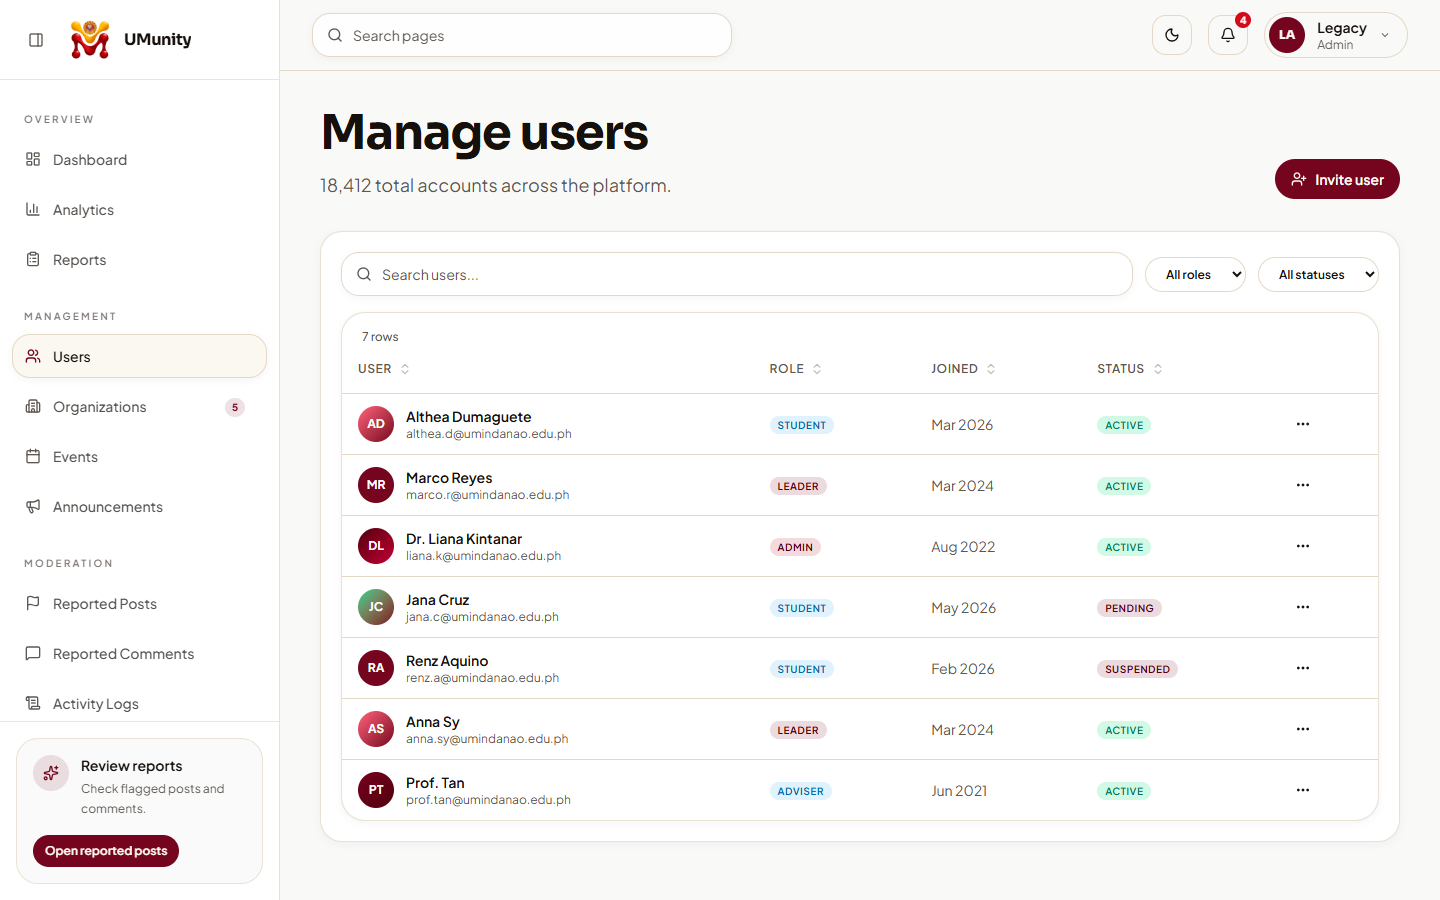 UMunity
Search pages
4
LA
Legacy
Admin
OVERVIEW
Dashboard
Analytics
Reports
MANAGEMENT
Users
Organizations 5
Events
Announcements
MODERATION
Reported Posts
Reported Comments
Activity Logs
Review reports
Check flagged posts and
comments.
Open reported posts
Manage users
18,412 total accounts across the platform.
Invite user
Search users...
All roles
All statuses
7 rows
USER ROLE JOINED STATUS
AD Althea Dumaguete STUDENT Mar 2026 ACTIVE
althea.d@umindanao.edu.ph
MR Marco Reyes LEADER Mar 2024 ACTIVE
marco.r@umindanao.edu.ph
DL Dr. Liana Kintanar ADMIN Aug 2022 ACTIVE
liana.k@umindanao.edu.ph
JC Jana Cruz STUDENT May 2026 PENDING
jana.c@umindanao.edu.ph
RA Renz Aquino STUDENT Feb 2026 SUSPENDED
renz.a@umindanao.edu.ph
AS Anna Sy LEADER Mar 2024 ACTIVE
anna.sy@umindanao.edu.ph
PT Prof. Tan ADVISER Jun 2021 ACTIVE
prof.tan@umindanao.edu.ph